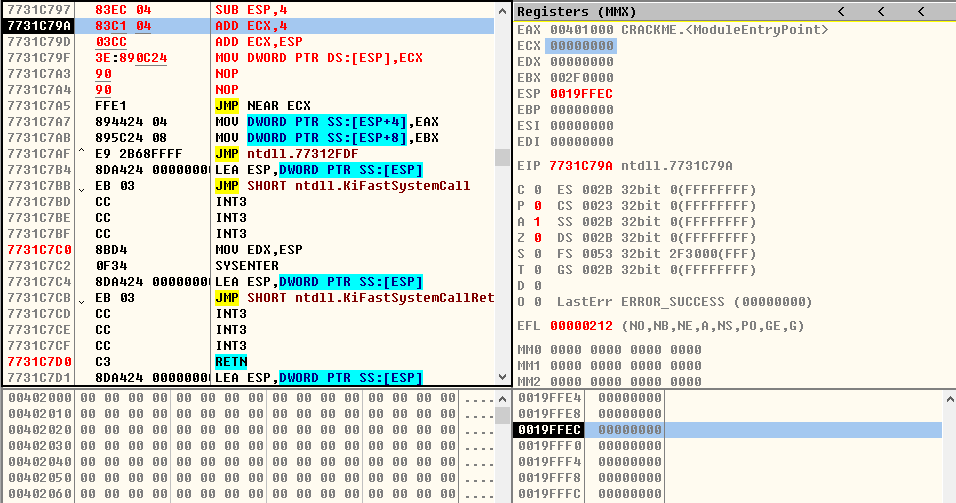 7731C797 83EC 04 SUB ESP,4
7731C79A 83C1 04 ADD ECX,4
7731C79D 03CC ADD ECX,ESP
7731C79F 3E:890C24 MOV DWORD PTR DS:[ESP],ECX
7731C7A3 90 NOP
7731C7A4 90 NOP
7731C7A5 FFE1 JMP NEAR ECX
7731C7A7 894424 04 MOV DWORD PTR SS:[ESP+4],EAX
7731C7AB 895C24 08 MOV DWORD PTR SS:[ESP+8],EBX
7731C7AF ^ E9 2B68FFFF JMP ntdll.77312FDF
7731C7B4 8DA424 00000000 LEA ESP,DWORD PTR SS:[ESP]
7731C7BB EB 03 JMP SHORT ntdll.KiFastSystemCall
7731C7BD CC INT3
7731C7BE CC INT3
7731C7BF CC INT3
7731C7C0 8BD4 MOV EDX,ESP
7731C7C2 0F34 SYSENTER
7731C7C4 8DA424 00000000 LEA ESP,DWORD PTR SS:[ESP]
7731C7CB EB 03 JMP SHORT ntdll.KiFastSystemCallRet
7731C7CD CC INT3
7731C7CE CC INT3
7731C7CF CC INT3
7731C7D0 C3 RETN
7731C7D1 8DA424 00000000 LEA ESP,DWORD PTR SS:[ESP]
Registers (MMX) < < <
EAX 00401000 CRACKME.<ModuleEntryPoint>
ECX 00000000
EDX 00000000
EBX 002F0000
ESP 0019FFEC
EBP 00000000
ESI 00000000
EDI 00000000
EIP 7731C79A ntdll.7731C79A
C 0 ES 002B 32bit 0(FFFFFFFF)
P 0 CS 0023 32bit 0(FFFFFFFF)
A 1 SS 002B 32bit 0(FFFFFFFF)
Z 0 DS 002B 32bit 0(FFFFFFFF)
S 0 FS 0053 32bit 2F3000(FFF)
T 0 GS 002B 32bit 0(FFFFFFFF)
D 0
O 0 LastErr ERROR_SUCCESS (00000000)
EFL 00000212 (NO,NB,NE,A,NS,PO,GE,G)
MM0 0000 0000 0000 0000
MM1 0000 0000 0000 0000
MM2 0000 0000 0000 0000
00402000 00 00 00 00 00 00 00 00 00 00 00 00 00 00 00 00 ....
00402010 00 00 00 00 00 00 00 00 00 00 00 00 00 00 00 00 ....
00402020 00 00 00 00 00 00 00 00 00 00 00 00 00 00 00 00 ....
00402030 00 00 00 00 00 00 00 00 00 00 00 00 00 00 00 00 ....
00402040 00 00 00 00 00 00 00 00 00 00 00 00 00 00 00 00 ....
00402050 00 00 00 00 00 00 00 00 00 00 00 00 00 00 00 00 ....
00402060 00 00 00 00 00 00 00 00 00 00 00 00 00 00 00 00 ....
0019FFE4 00000000
0019FFE8 00000000
0019FFEC 00000000
0019FFF0 00000000
0019FFF4 00000000
0019FFF8 00000000
0019FFFC 00000000